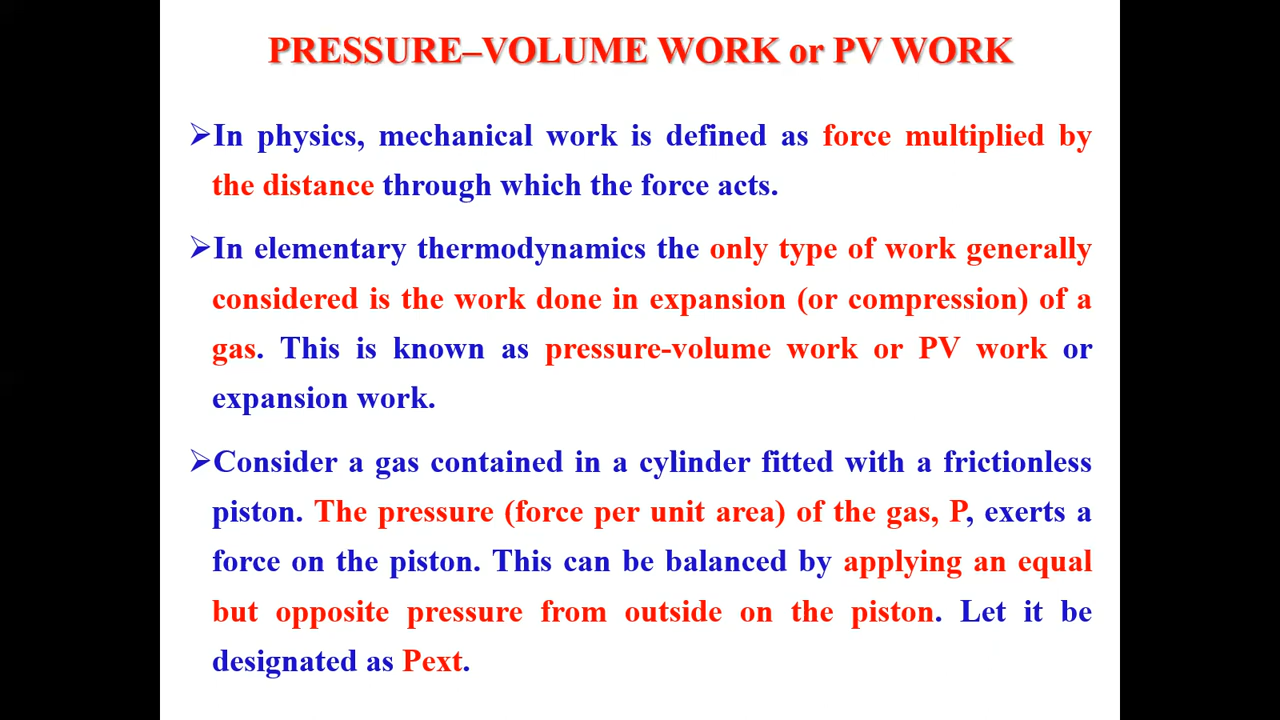 PRESSURE–VOLUME WORK or PV WORK
➢In physics, mechanical work is defined as force multiplied by
the distance through which the force acts.
➢In elementary thermodynamics the only type of work generally
considered is the work done in expansion (or compression) of a
gas. This is known as pressure-volume work or PV work or
expansion work.
➢Consider a gas contained in a cylinder fitted with a frictionless
piston. The pressure (force per unit area) of the gas, P, exerts a
force on the piston. This can be balanced by applying an equal
but opposite pressure from outside on the piston. Let it be
designated as Pext.